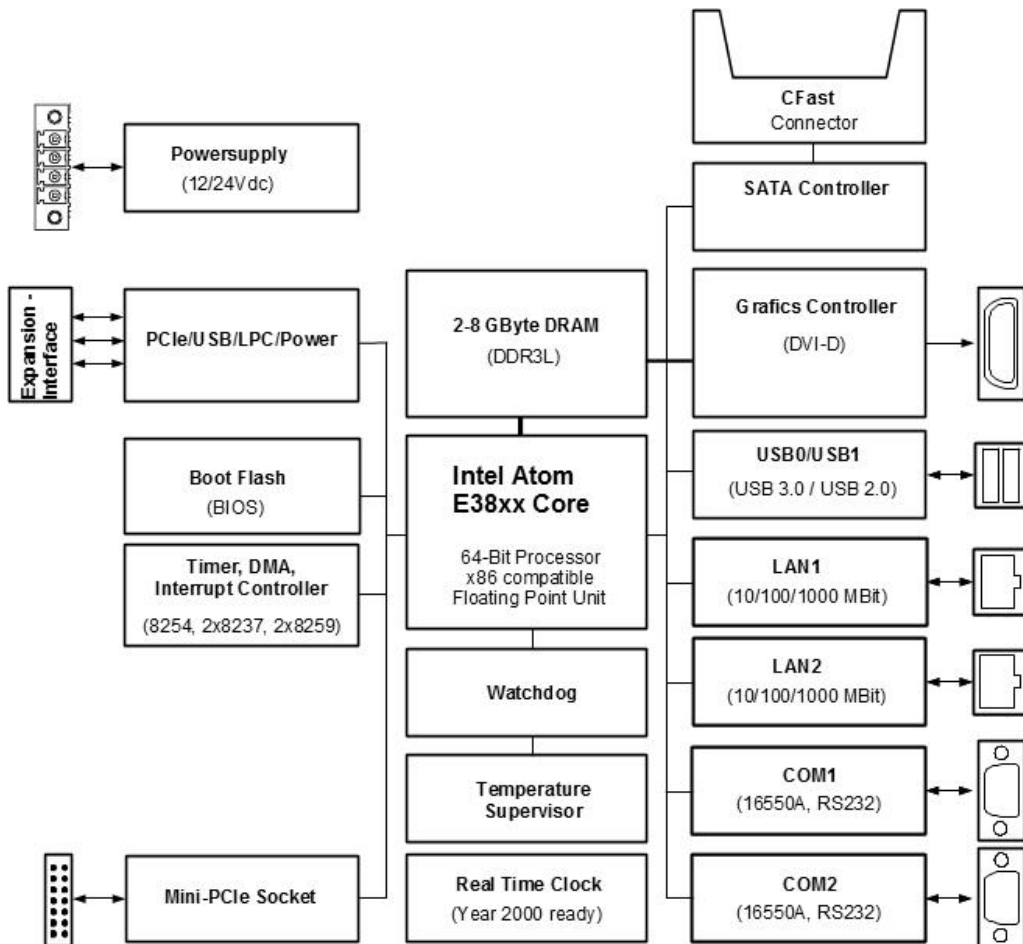 CFast
Connector
Powersupply
(12/24Vdc)
SATA Controller
Expansion -
Interface
PCIe/USB/LPC/Power
2-8 GByte DRAM
(DDR3L)
Grafics Controller
(DVI-D)
Boot Flash
(BIOS)
Intel Atom
E38xx Core
64-Bit Processor
x86 compatible
Floating Point Unit
USB0/USB1
(USB 3.0 / USB 2.0)
Timer, DMA,
Interrupt Controller
(8254, 2x8237, 2x8259)
LAN1
(10/100/1000 MBit)
Watchdog
LAN2
(10/100/1000 MBit)
Temperature
Supervisor
COM1
(16550A, RS232)
Mini-PCIe Socket
Real Time Clock
(Year 2000 ready)
COM2
(16550A, RS232)